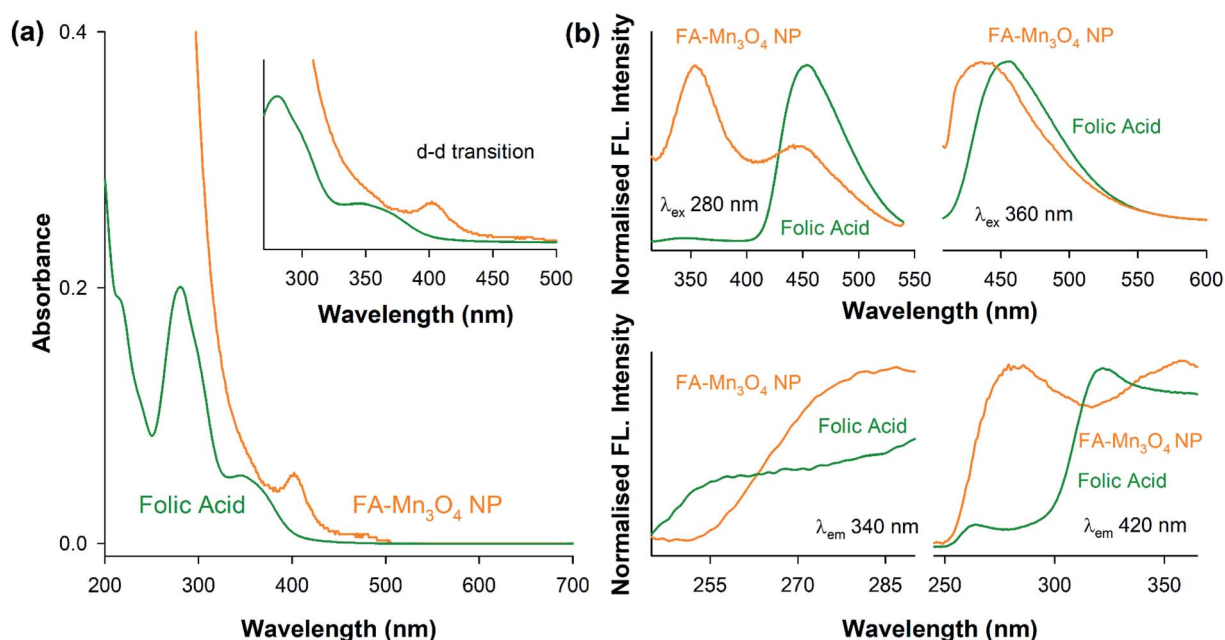 (a)
0.4
0.2
0.0
Absorbance
200 300 400 500 600 700
Wavelength (nm)
Folic Acid
FA-Mn₃O₄ NP
d-d transition
300 350 400 450 500
Wavelength (nm)
(b)
Normalised FL. Intensity
FA-Mn₃O₄ NP
λex 280 nm
Folic Acid
350 400 450 500 550
Wavelength (nm)
FA-Mn₃O₄ NP
Folic Acid
λex 360 nm
450 500 550 600
Wavelength (nm)
Normalised FL. Intensity
FA-Mn₃O₄ NP
Folic Acid
λem 340 nm
255 270 285
Wavelength (nm)
FA-Mn₃O₄ NP
Folic Acid
λem 420 nm
250 300 350
Wavelength (nm)